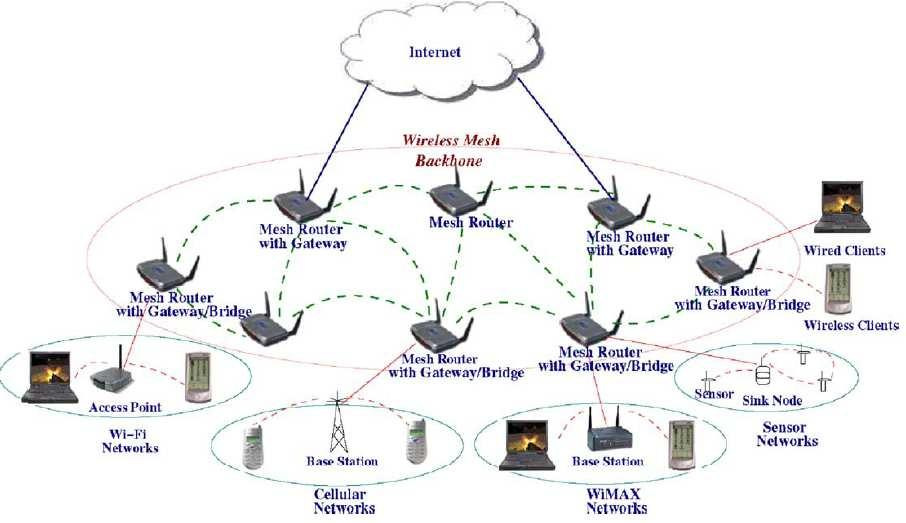 Internet
Wireless Mesh
Backbone
Mesh Router
with Gateway
Mesh Router
Mesh Router
with Gateway
Wired Clients
Mesh Router
with Gateway/Bridge
Mesh Router
with Gateway/Bridge
Wireless Clients
Mesh Router
with Gateway/Bridge
Mesh Router
with Gateway/Bridge
Access Point
Wi-Fi
Networks
Sensor
Sink Node
Sensor
Networks
Base Station
Cellular
Networks
Base Station
WiMAX
Networks